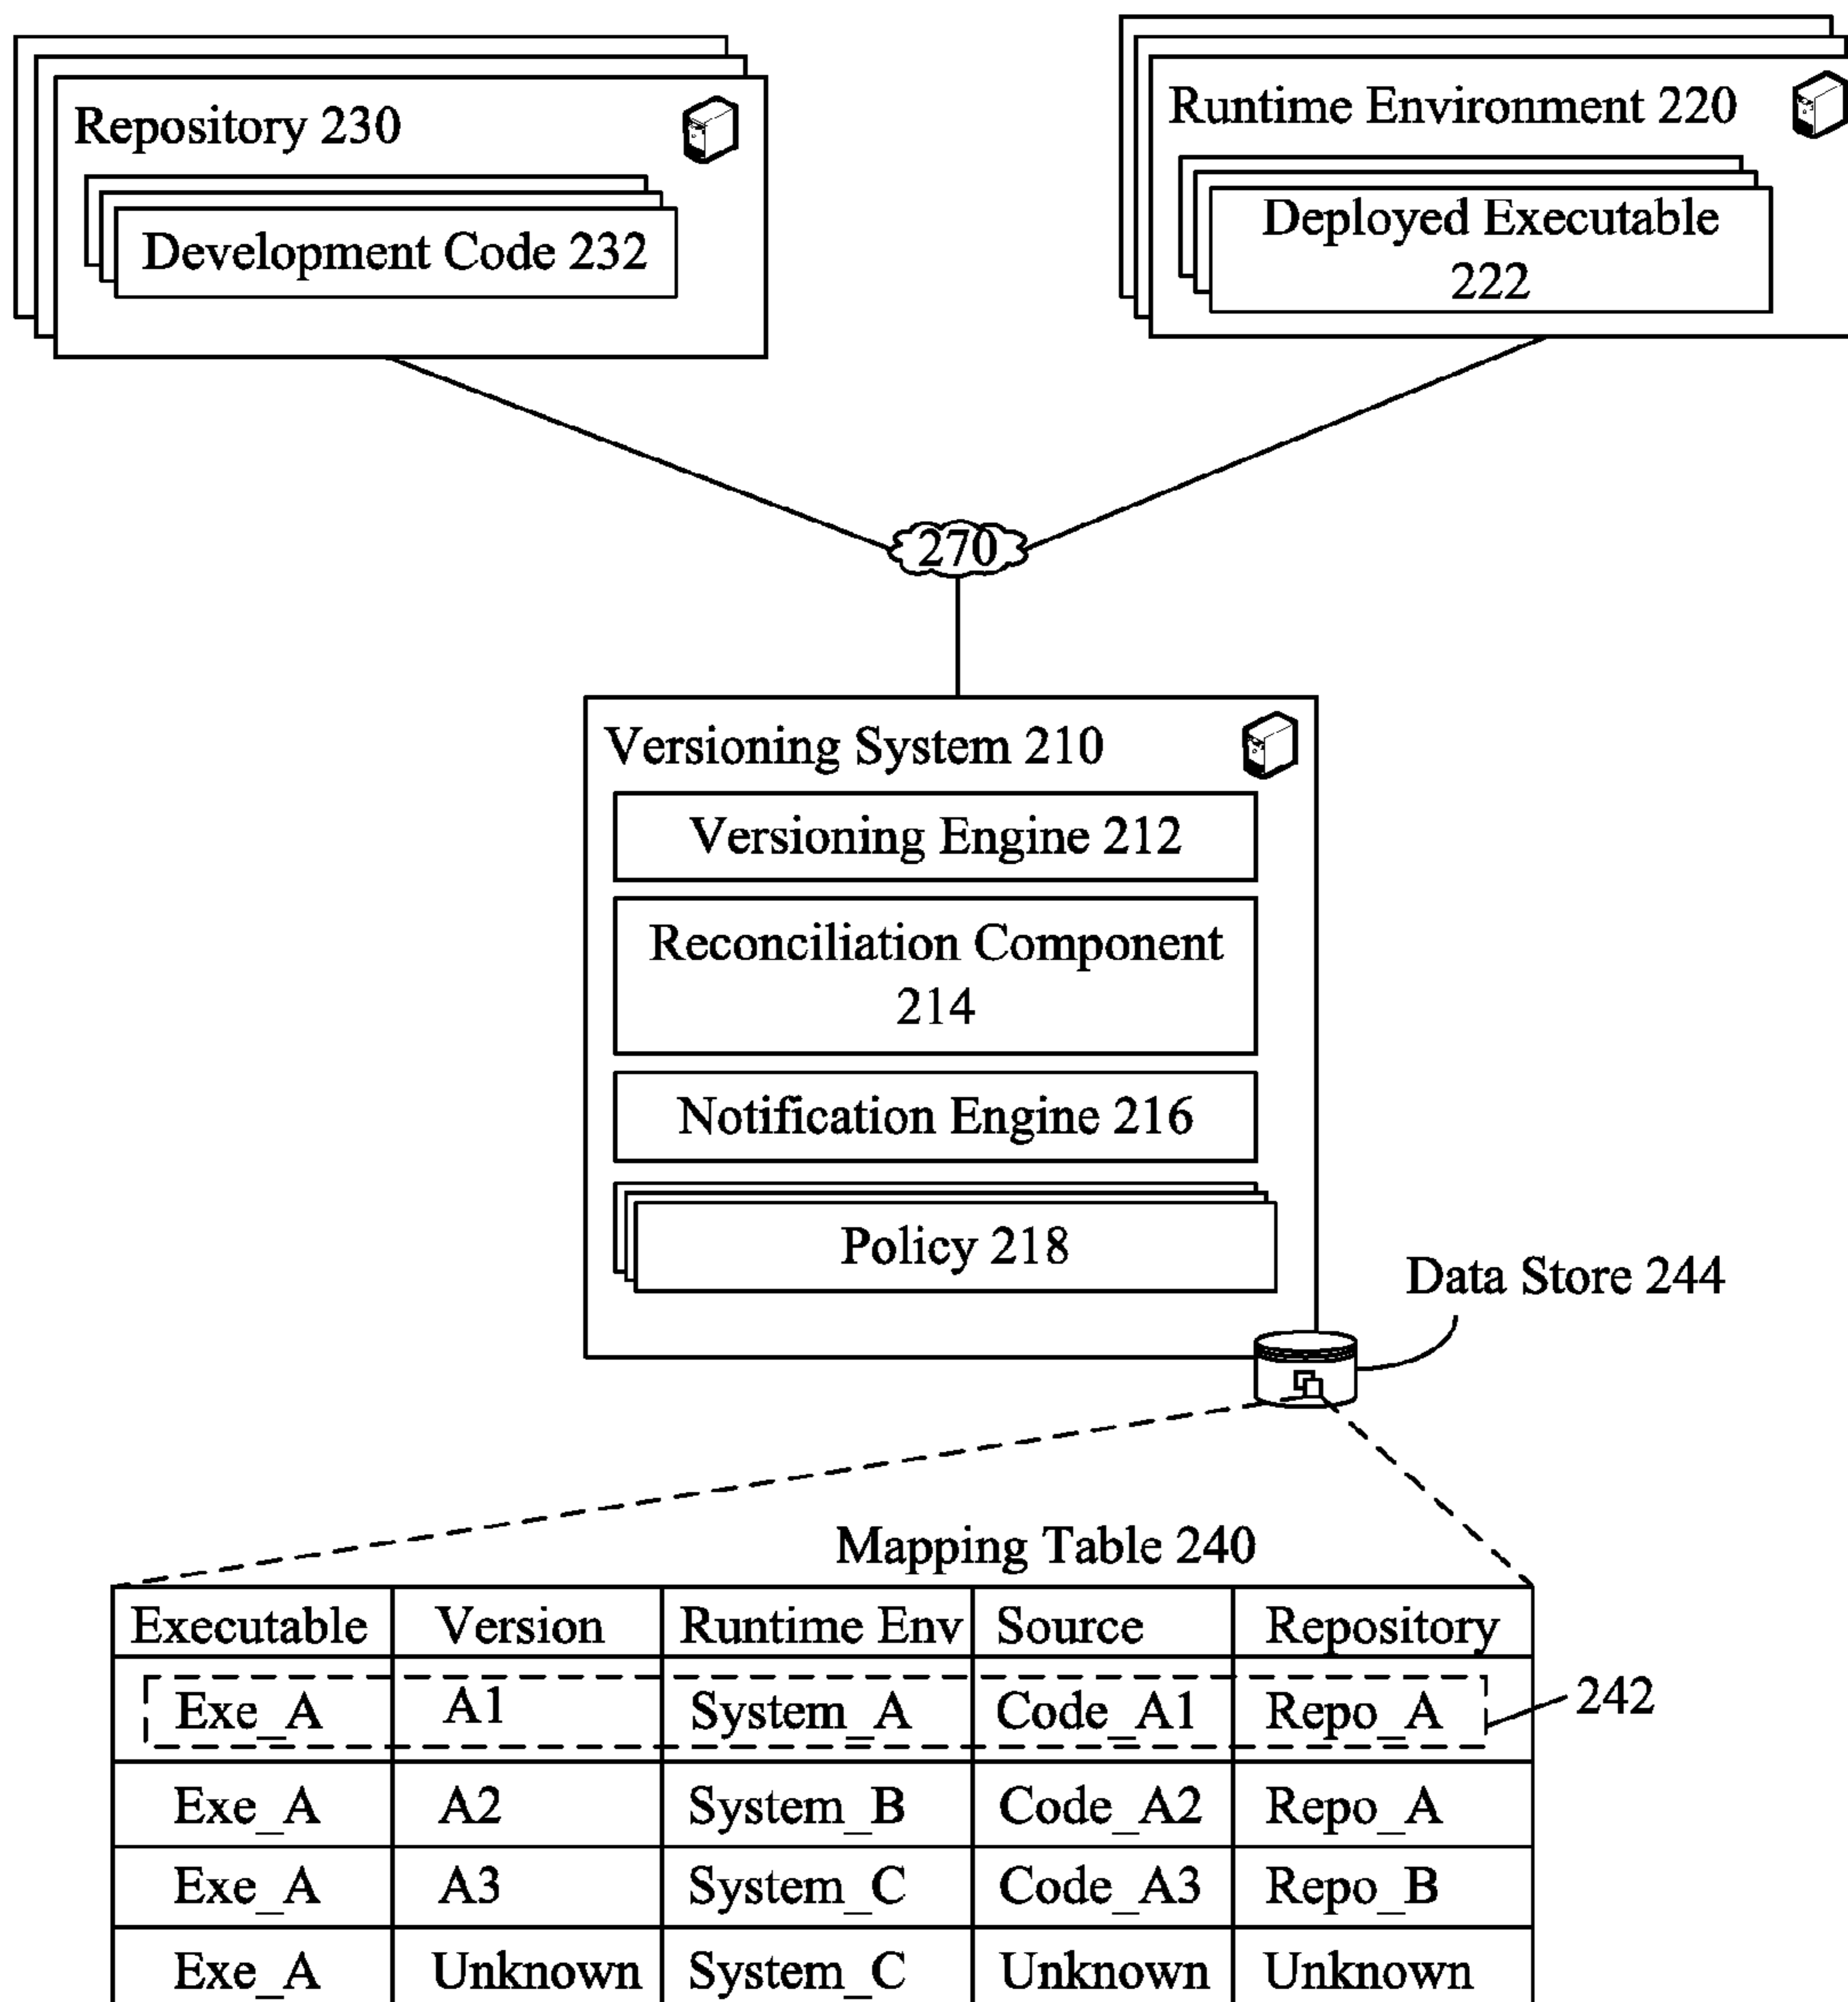 Repository 230
Development Code 232
Runtime Environment 220
Deployed Executable
222
270
Versioning System 210
Versioning Engine 212
Reconciliation Component
214
Notification Engine 216
Policy 218
Data Store 244
Mapping Table 240
Executable Version Runtime Env Source Repository
Exe_A A1 System_A Code_A1 Repo_A
242
Exe_A A2 System_B Code_A2 Repo_A
Exe_A A3 System_C Code_A3 Repo_B
Exe_A Unknown System_C Unknown Unknown